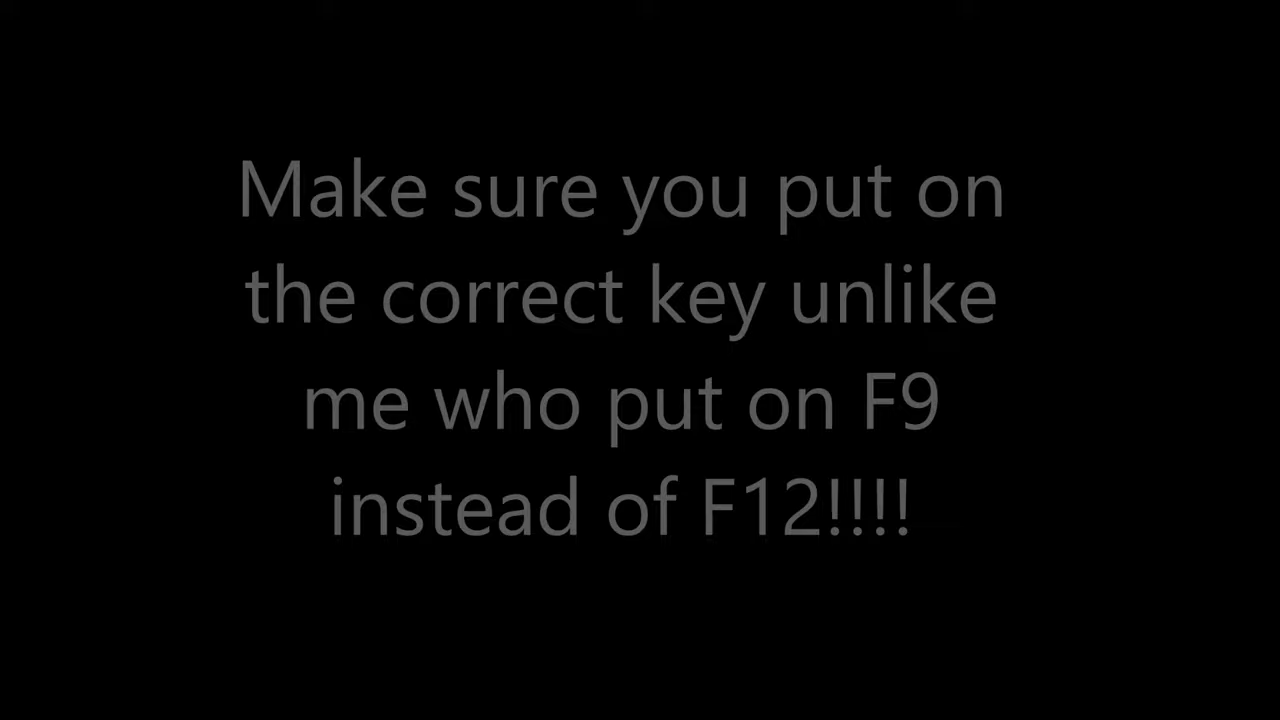 Make sure you put on
the correct key unlike
me who put on F9
instead of F12!!!!